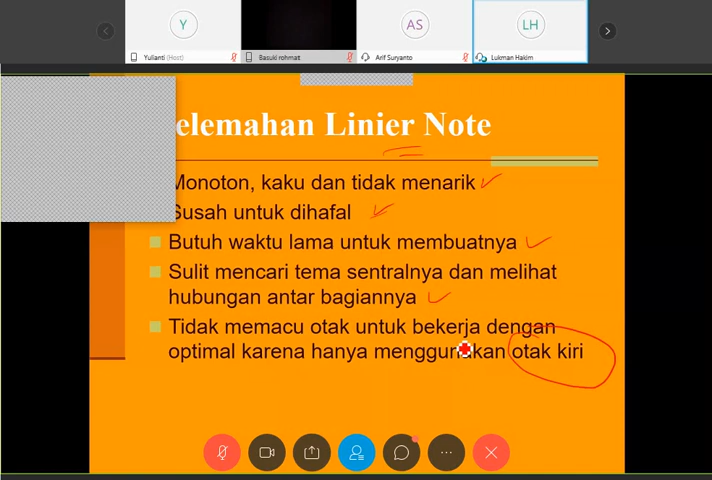 Y
AS
LH
Yulianti (Host)
Basuki rohmat
Arif Suryanto
Lukman Hakim
elemahan Linier Note
Monoton, kaku dan tidak menarik
Susah untuk dihafal
Butuh waktu lama untuk membuatnya
Sulit mencari tema sentralnya dan melihat
hubungan antar bagiannya
Tidak memacu otak untuk bekerja dengan
optimal karena hanya menggunakan otak kiri